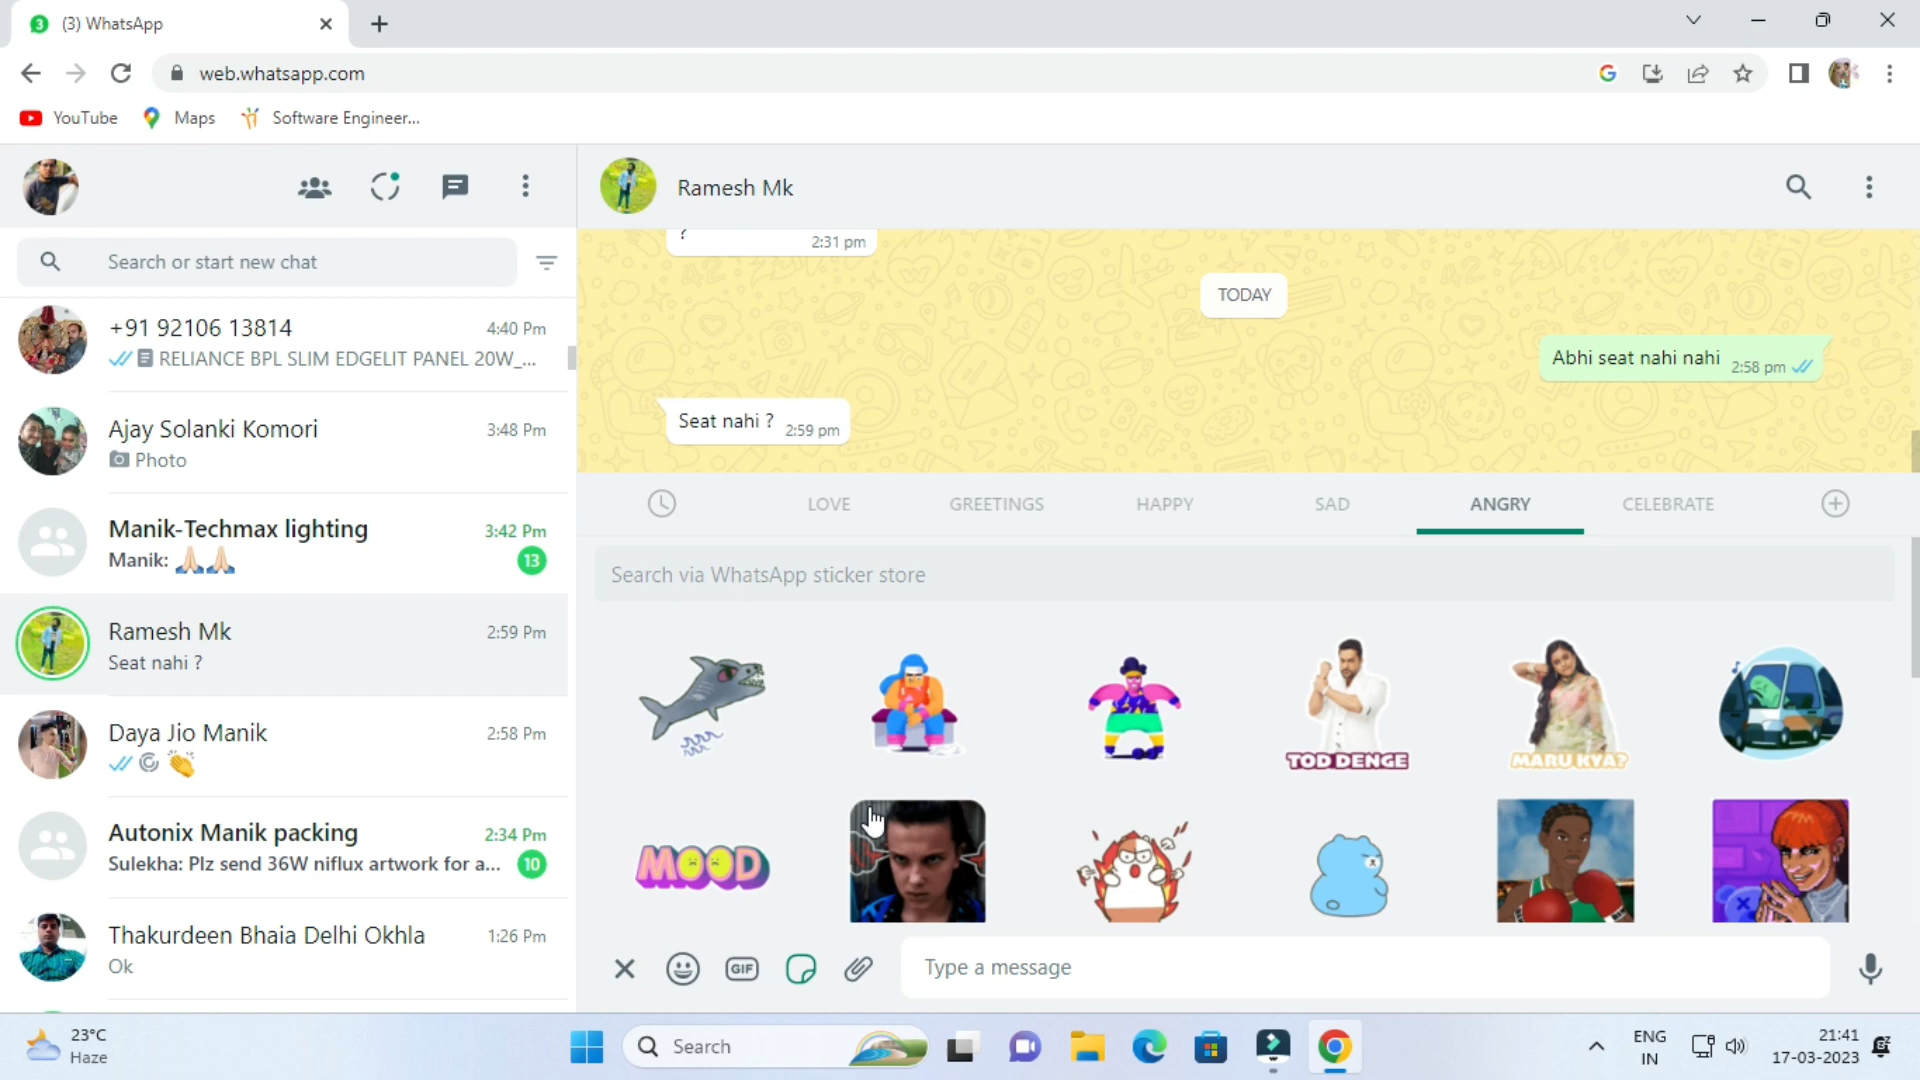 3 (3) WhatsApp
web.whatsapp.com
YouTube Maps Software Engineer...
Ramesh Mk
Search or start new chat
? 2:31 pm
TODAY
Abhi seat nahi nahi 2:58 pm
Seat nahi ? 2:59 pm
+91 92106 13814 4:40 Pm
RELIANCE BPL SLIM EDGELIT PANEL 20W_...
Ajay Solanki Komori 3:48 Pm
Photo
Manik-Techmax lighting 3:42 Pm
Manik: 🙏🏻🙏🏻 13
Ramesh Mk 2:59 Pm
Seat nahi ?
Daya Jio Manik 2:58 Pm
👏
Autonix Manik packing 2:34 Pm
Sulekha: Plz send 36W niflux artwork for a... 10
Thakurdeen Bhaia Delhi Okhla 1:26 Pm
Ok
LOVE GREETINGS HAPPY SAD ANGRY CELEBRATE
Search via WhatsApp sticker store
TOD DENGE
MARU KYA?
MOOD
GIF Type a message
23°C
Haze
Search
ENG
IN
21:41
17-03-2023